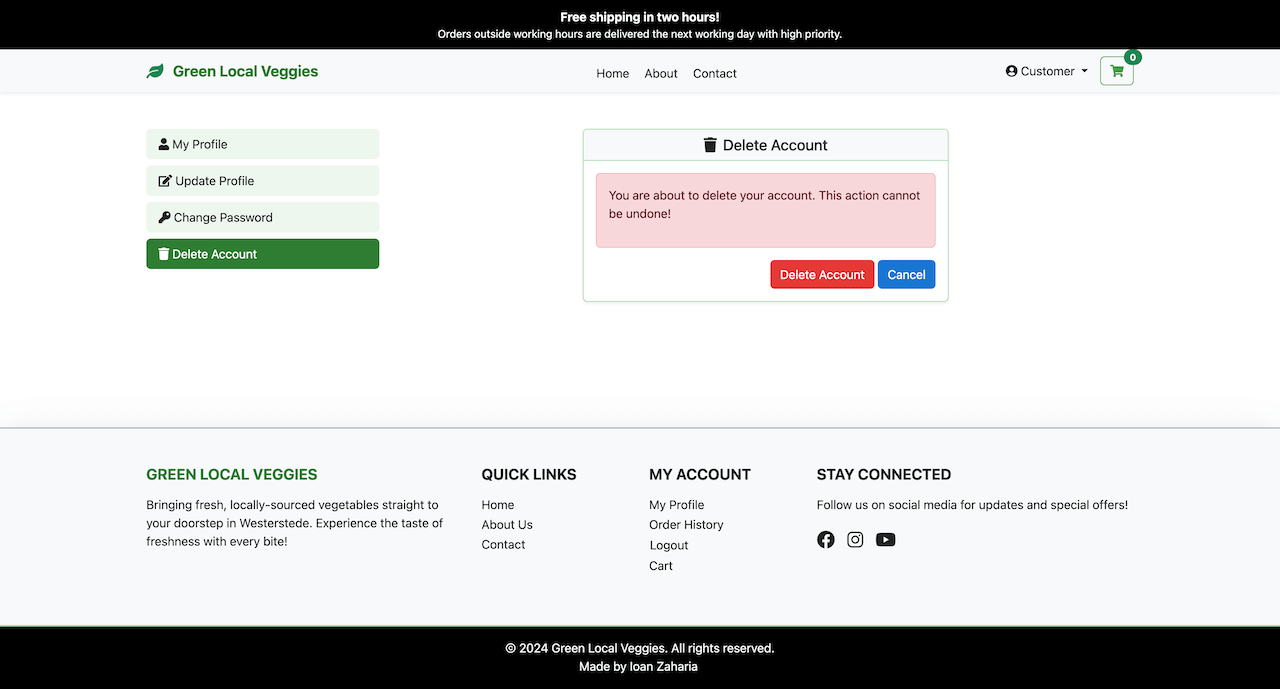 Free shipping in two hours!
Orders outside working hours are delivered the next working day with high priority.
Green Local Veggies
Home About Contact
Customer
0
My Profile
Update Profile
Change Password
Delete Account
Delete Account
You are about to delete your account. This action cannot
be undone!
Delete Account Cancel
GREEN LOCAL VEGGIES
Bringing fresh, locally-sourced vegetables straight to
your doorstep in Westerstede. Experience the taste of
freshness with every bite!
QUICK LINKS
Home
About Us
Contact
MY ACCOUNT
My Profile
Order History
Logout
Cart
STAY CONNECTED
Follow us on social media for updates and special offers!
© 2024 Green Local Veggies. All rights reserved.
Made by Ioan Zaharia